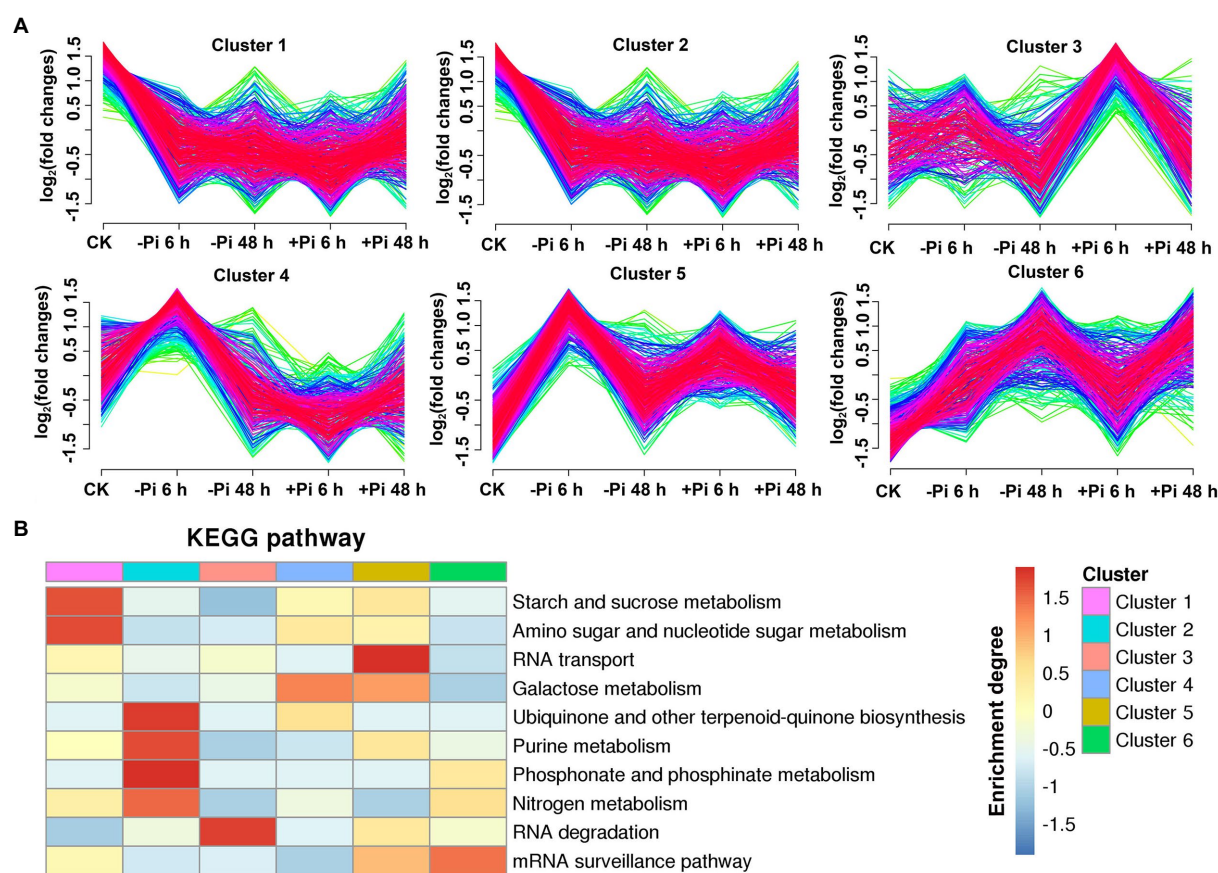 A
Cluster 1
Cluster 2
Cluster 3
log₂(fold changes)
1.5
1.0
0.5
-0.5
-1.5
CK -Pi 6 h -Pi 48 h +Pi 6 h +Pi 48 h
log₂(fold changes)
1.5
1.0
0.5
-0.5
-1.5
CK -Pi 6 h -Pi 48 h +Pi 6 h +Pi 48 h
log₂(fold changes)
1.5
1.0
0.5
-0.5
-1.5
CK -Pi 6 h -Pi 48 h +Pi 6 h +Pi 48 h
Cluster 4
Cluster 5
Cluster 6
log₂(fold changes)
1.5
1.0
0.5
-0.5
-1.5
CK -Pi 6 h -Pi 48 h +Pi 6 h +Pi 48 h
log₂(fold changes)
1.5
1.0
0.5
-0.5
-1.5
CK -Pi 6 h -Pi 48 h +Pi 6 h +Pi 48 h
log₂(fold changes)
1.5
1.0
0.5
-0.5
-1.5
CK -Pi 6 h -Pi 48 h +Pi 6 h +Pi 48 h
B
KEGG pathway
Starch and sucrose metabolism
Amino sugar and nucleotide sugar metabolism
RNA transport
Galactose metabolism
Ubiquinone and other terpenoid-quinone biosynthesis
Purine metabolism
Phosphonate and phosphinate metabolism
Nitrogen metabolism
RNA degradation
mRNA surveillance pathway
Enrichment degree
1.5
1
0.5
0
-0.5
-1
-1.5
Cluster
Cluster 1
Cluster 2
Cluster 3
Cluster 4
Cluster 5
Cluster 6